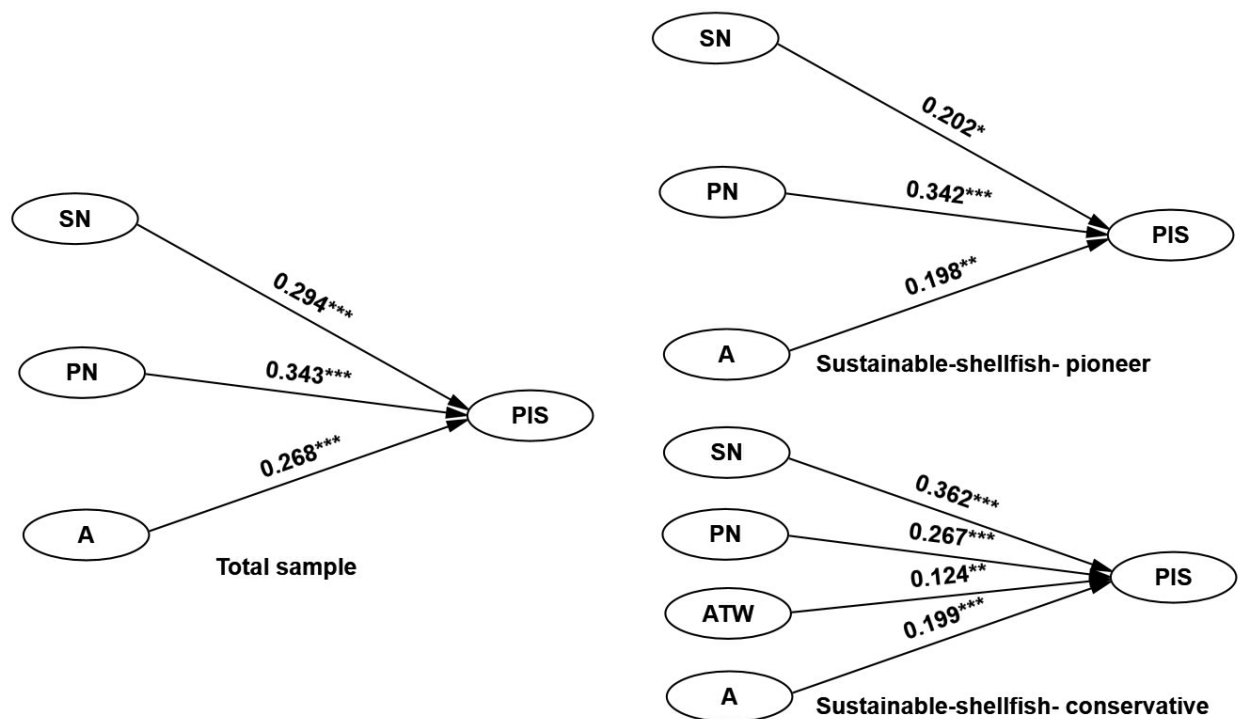 SN
PN
A
0.294***
0.343***
0.268***
PIS
Total sample
SN
PN
A
0.202*
0.342***
0.198**
PIS
Sustainable-shellfish- pioneer
SN
PN
ATW
A
0.362***
0.267***
0.124**
0.199***
PIS
Sustainable-shellfish- conservative